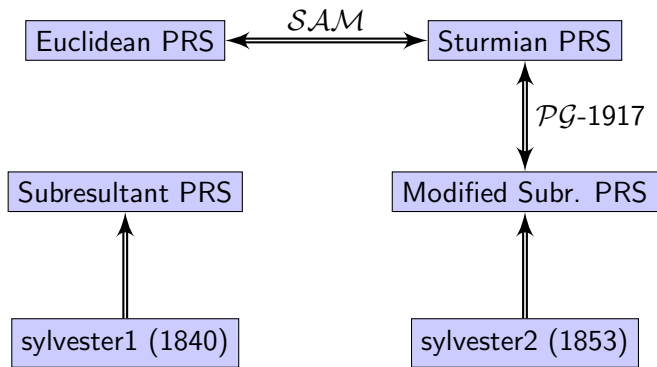 Euclidean PRS
𝒮𝒜ℳ
Sturmian PRS
𝒫𝒢-1917
Subresultant PRS
Modified Subr. PRS
sylvester1 (1840)
sylvester2 (1853)